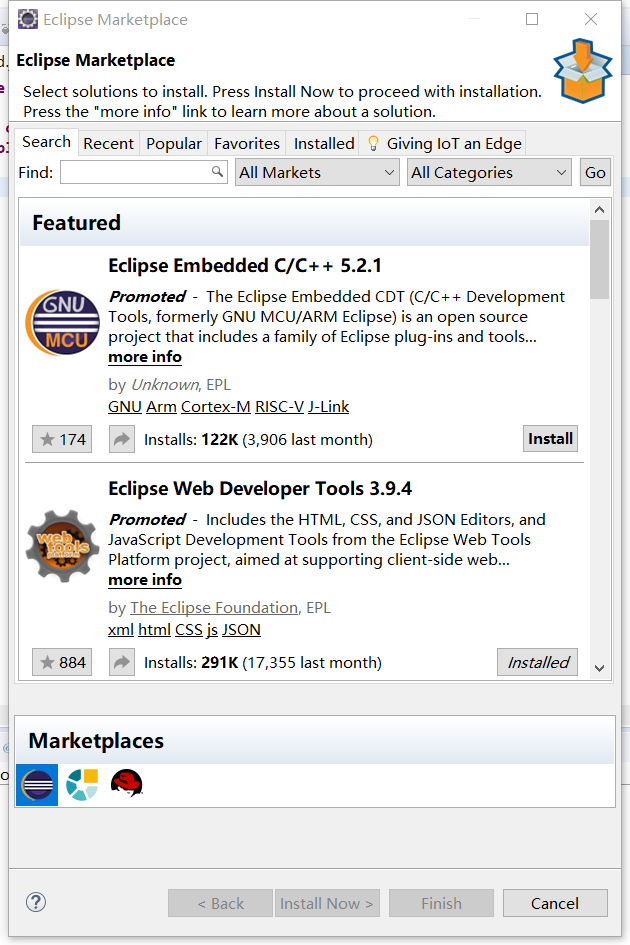 Eclipse Marketplace
Eclipse Marketplace
Select solutions to install. Press Install Now to proceed with installation.
Press the "more info" link to learn more about a solution.
Search Recent Popular Favorites Installed Giving IoT an Edge
Find: All Markets All Categories Go
Featured
Eclipse Embedded C/C++ 5.2.1
Promoted - The Eclipse Embedded CDT (C/C++ Development
Tools, formerly GNU MCU/ARM Eclipse) is an open source
project that includes a family of Eclipse plug-ins and tools...
more info
GNU
MCU
by Unknown, EPL
GNU Arm Cortex-M RISC-V J-Link
174 Installs: 122K (3,906 last month) Install
Eclipse Web Developer Tools 3.9.4
Promoted - Includes the HTML, CSS, and JSON Editors, and
JavaScript Development Tools from the Eclipse Web Tools
Platform project, aimed at supporting client-side web...
more info
web
tools
by The Eclipse Foundation, EPL
xml html CSS js JSON
884 Installs: 291K (17,355 last month) Installed
Marketplaces
? < Back Install Now > Finish Cancel